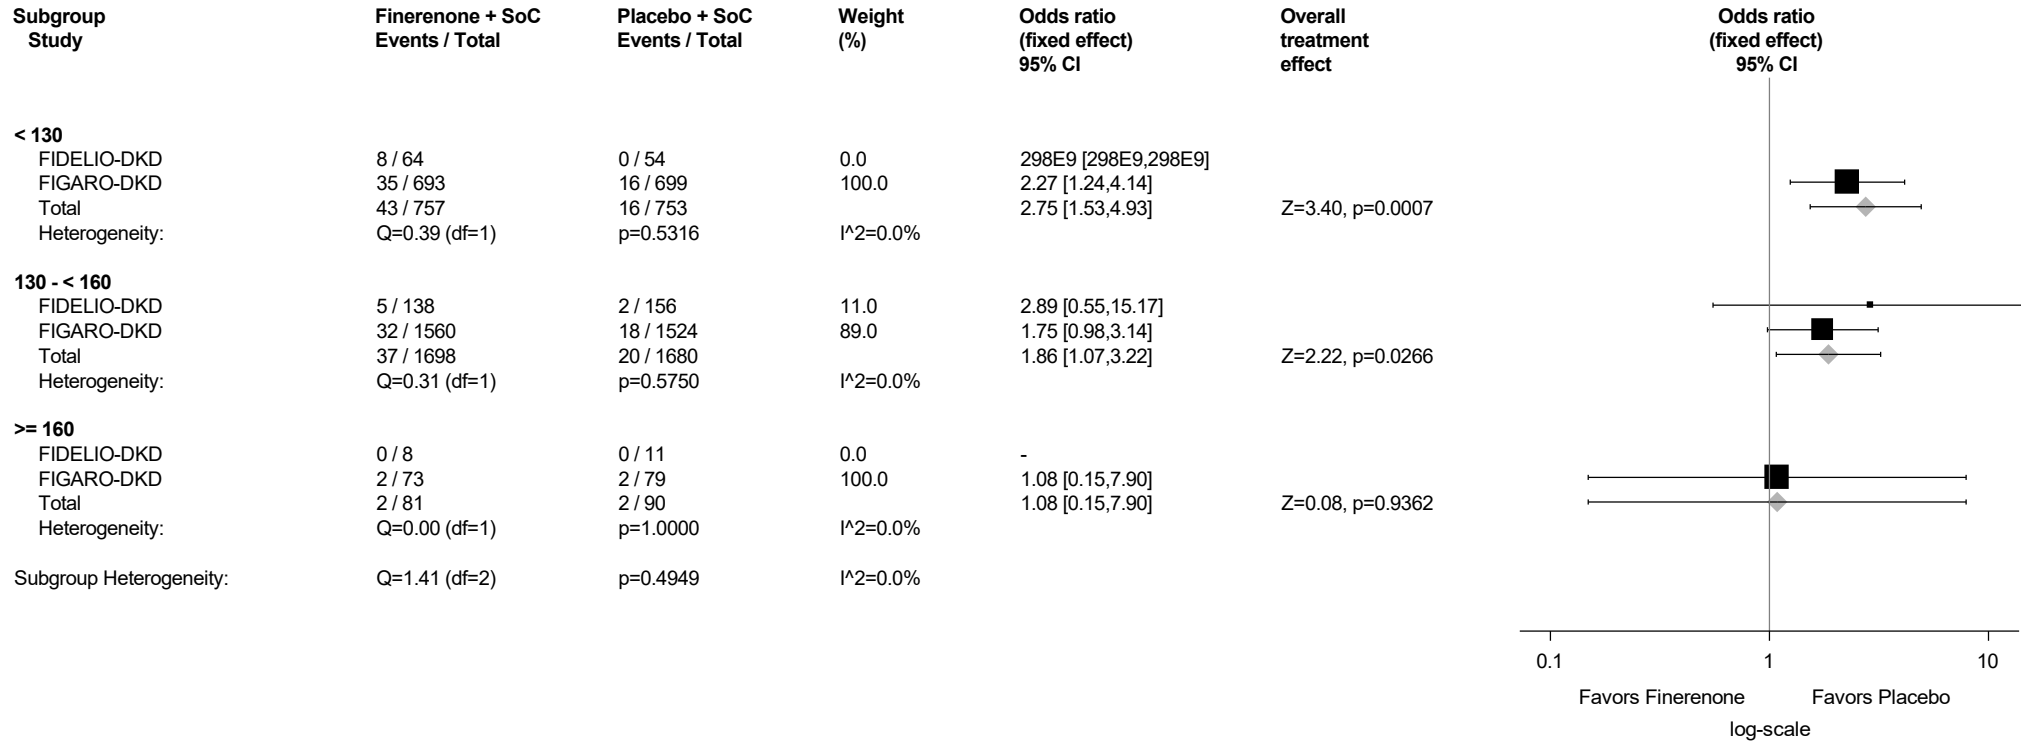 Subgroup Finerenone + SoC Placebo + SoC Weight Odds ratio Overall Odds ratio
Study Events / Total Events / Total (%) (fixed effect) treatment (fixed effect)
95% CI effect 95% CI
< 130
FIDELIO-DKD 8 / 64 0 / 54 0.0 298E9 [298E9,298E9]
FIGARO-DKD 35 / 693 16 / 699 100.0 2.27 [1.24,4.14]
Total 43 / 757 16 / 753 2.75 [1.53,4.93] Z=3.40, p=0.0007
Heterogeneity: Q=0.39 (df=1) p=0.5316 I^2=0.0%
130 - < 160
FIDELIO-DKD 5 / 138 2 / 156 11.0 2.89 [0.55,15.17]
FIGARO-DKD 32 / 1560 18 / 1524 89.0 1.75 [0.98,3.14]
Total 37 / 1698 20 / 1680 1.86 [1.07,3.22] Z=2.22, p=0.0266
Heterogeneity: Q=0.31 (df=1) p=0.5750 I^2=0.0%
>= 160
FIDELIO-DKD 0 / 8 0 / 11 0.0 -
FIGARO-DKD 2 / 73 2 / 79 100.0 1.08 [0.15,7.90]
Total 2 / 81 2 / 90 1.08 [0.15,7.90] Z=0.08, p=0.9362
Heterogeneity: Q=0.00 (df=1) p=1.0000 I^2=0.0%
Subgroup Heterogeneity: Q=1.41 (df=2) p=0.4949 I^2=0.0%
0.1 1 10
Favors Finerenone Favors Placebo
log-scale